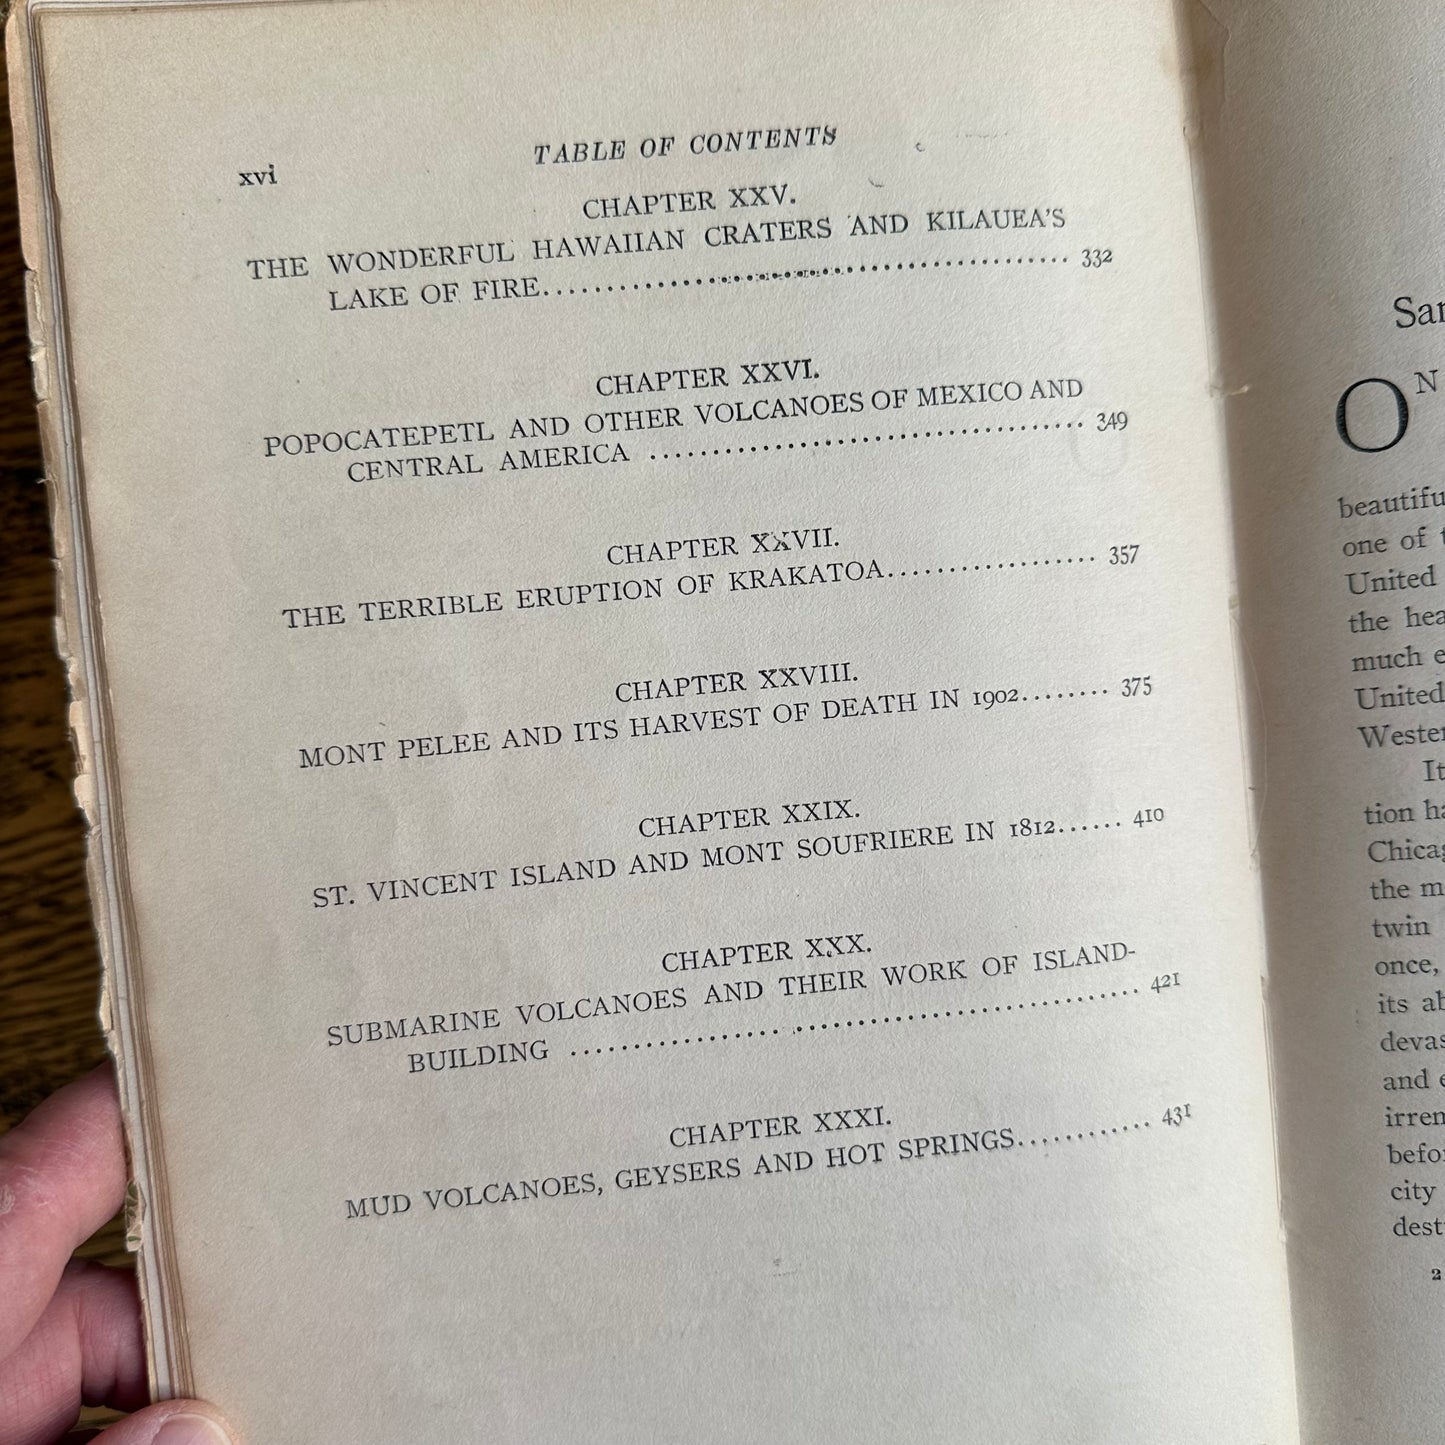 xvi
TABLE OF CONTENTS
CHAPTER XXV.
THE WONDERFUL HAWAIIAN CRATERS AND KILAUEA'S
LAKE OF FIRE........................................ 332
CHAPTER XXVI.
POPOCATEPETL AND OTHER VOLCANOES OF MEXICO AND
CENTRAL AMERICA .................................. 349
CHAPTER XXVII.
THE TERRIBLE ERUPTION OF KRAKATOA................. 357
CHAPTER XXVIII.
MONT PELEE AND ITS HARVEST OF DEATH IN 1902........ 375
CHAPTER XXIX.
ST. VINCENT ISLAND AND MONT SOUFRIERE IN 1812...... 410
CHAPTER XXX.
SUBMARINE VOLCANOES AND THEIR WORK OF ISLAND-
BUILDING ............................................ 421
CHAPTER XXXI.
MUD VOLCANOES, GEYSERS AND HOT SPRINGS............ 431
San
ON
beautifu
one of t
United
the hea
much e
United
Wester
It
tion ha
Chicag
the m
twin
once,
its ab
devas
and e
irrem
befor
city
dest
2